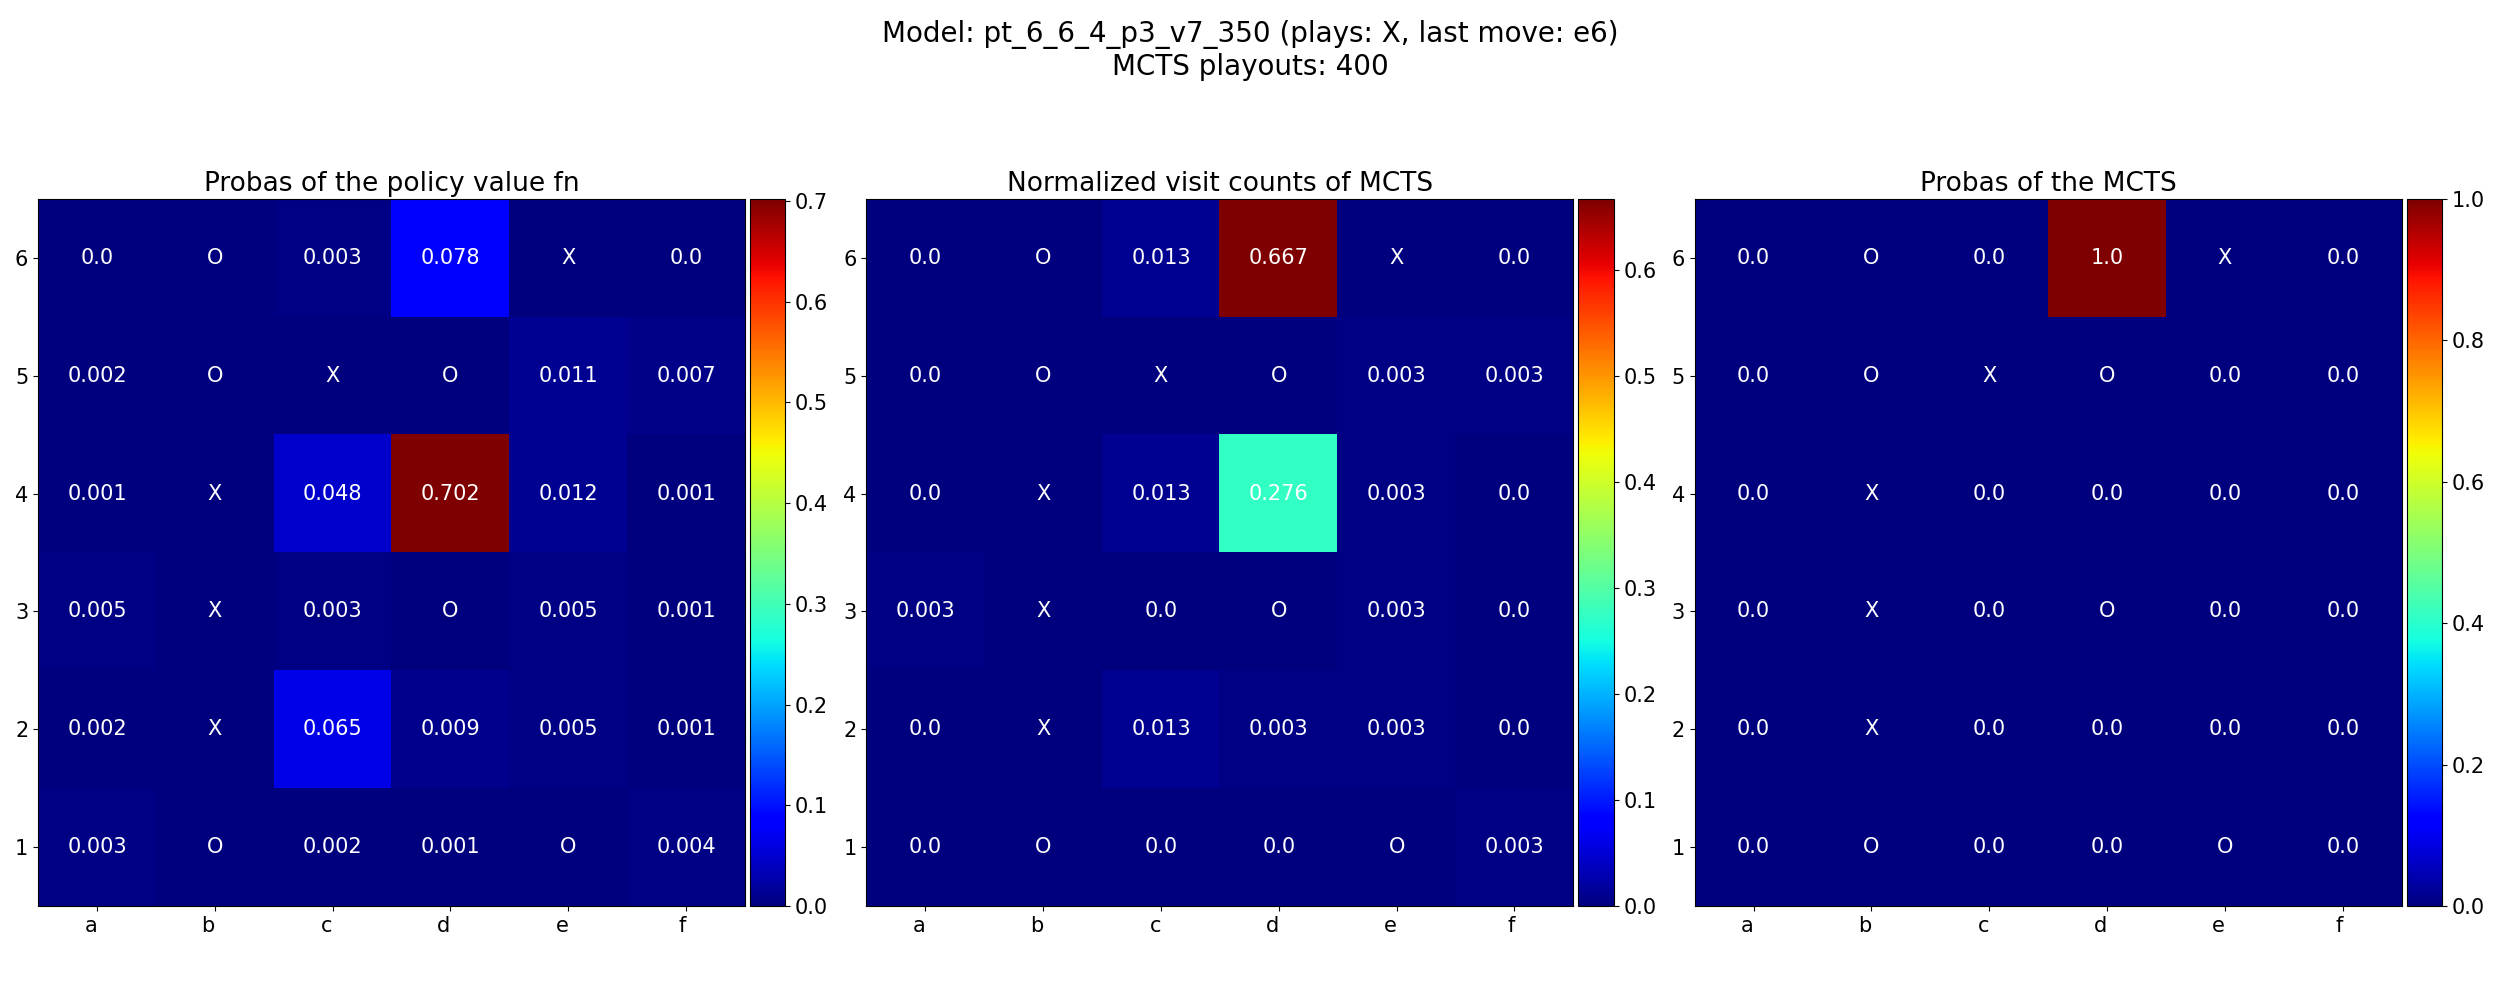 Model: pt_6_6_4_p3_v7_350 (plays: X, last move: e6)
MCTS playouts: 400
Probas of the policy value fn
6 0.0 O 0.003 0.078 X 0.0
5 0.002 O X O 0.011 0.007
4 0.001 X 0.048 0.702 0.012 0.001
3 0.005 X 0.003 O 0.005 0.001
2 0.002 X 0.065 0.009 0.005 0.001
1 0.003 O 0.002 0.001 O 0.004
a b c d e f
0.7
0.6
0.5
0.4
0.3
0.2
0.1
0.0
Normalized visit counts of MCTS
6 0.0 O 0.013 0.667 X 0.0
5 0.0 O X O 0.003 0.003
4 0.0 X 0.013 0.276 0.003 0.0
3 0.003 X 0.0 O 0.003 0.0
2 0.0 X 0.013 0.003 0.003 0.0
1 0.0 O 0.0 0.0 O 0.003
a b c d e f
0.6
0.5
0.4
0.3
0.2
0.1
0.0
Probas of the MCTS
6 0.0 O 0.0 1.0 X 0.0
5 0.0 O X O 0.0 0.0
4 0.0 X 0.0 0.0 0.0 0.0
3 0.0 X 0.0 O 0.0 0.0
2 0.0 X 0.0 0.0 0.0 0.0
1 0.0 O 0.0 0.0 O 0.0
a b c d e f
1.0
0.8
0.6
0.4
0.2
0.0